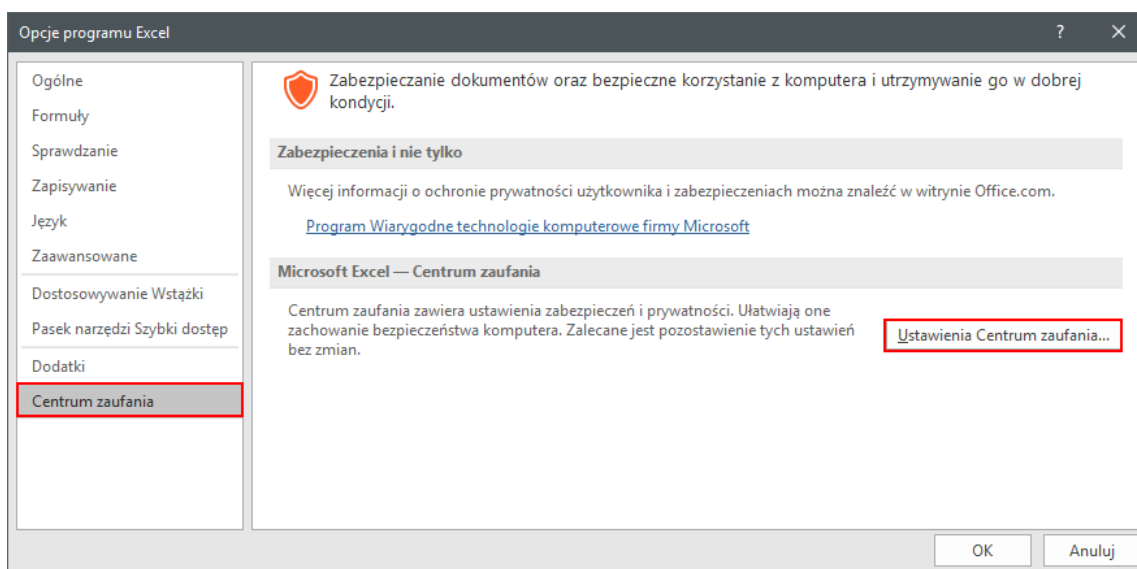 Opcje programu Excel
?
Ogólne
Formuły
Sprawdzanie
Zapisywanie
Język
Zaawansowane
Dostosowywanie Wstążki
Pasek narzędzi Szybki dostęp
Dodatki
Centrum zaufania
Zabezpieczanie dokumentów oraz bezpieczne korzystanie z komputera i utrzymywanie go w dobrej
kondycji.
Zabezpieczenia i nie tylko
Więcej informacji o ochronie prywatności użytkownika i zabezpieczeniach można znaleźć w witrynie Office.com.
Program Wiarygodne technologie komputerowe firmy Microsoft
Microsoft Excel — Centrum zaufania
Centrum zaufania zawiera ustawienia zabezpieczeń i prywatności. Ułatwiają one
zachowanie bezpieczeństwa komputera. Zalecane jest pozostawienie tych ustawień
bez zmian.
Ustawienia Centrum zaufania...
OK
Anuluj